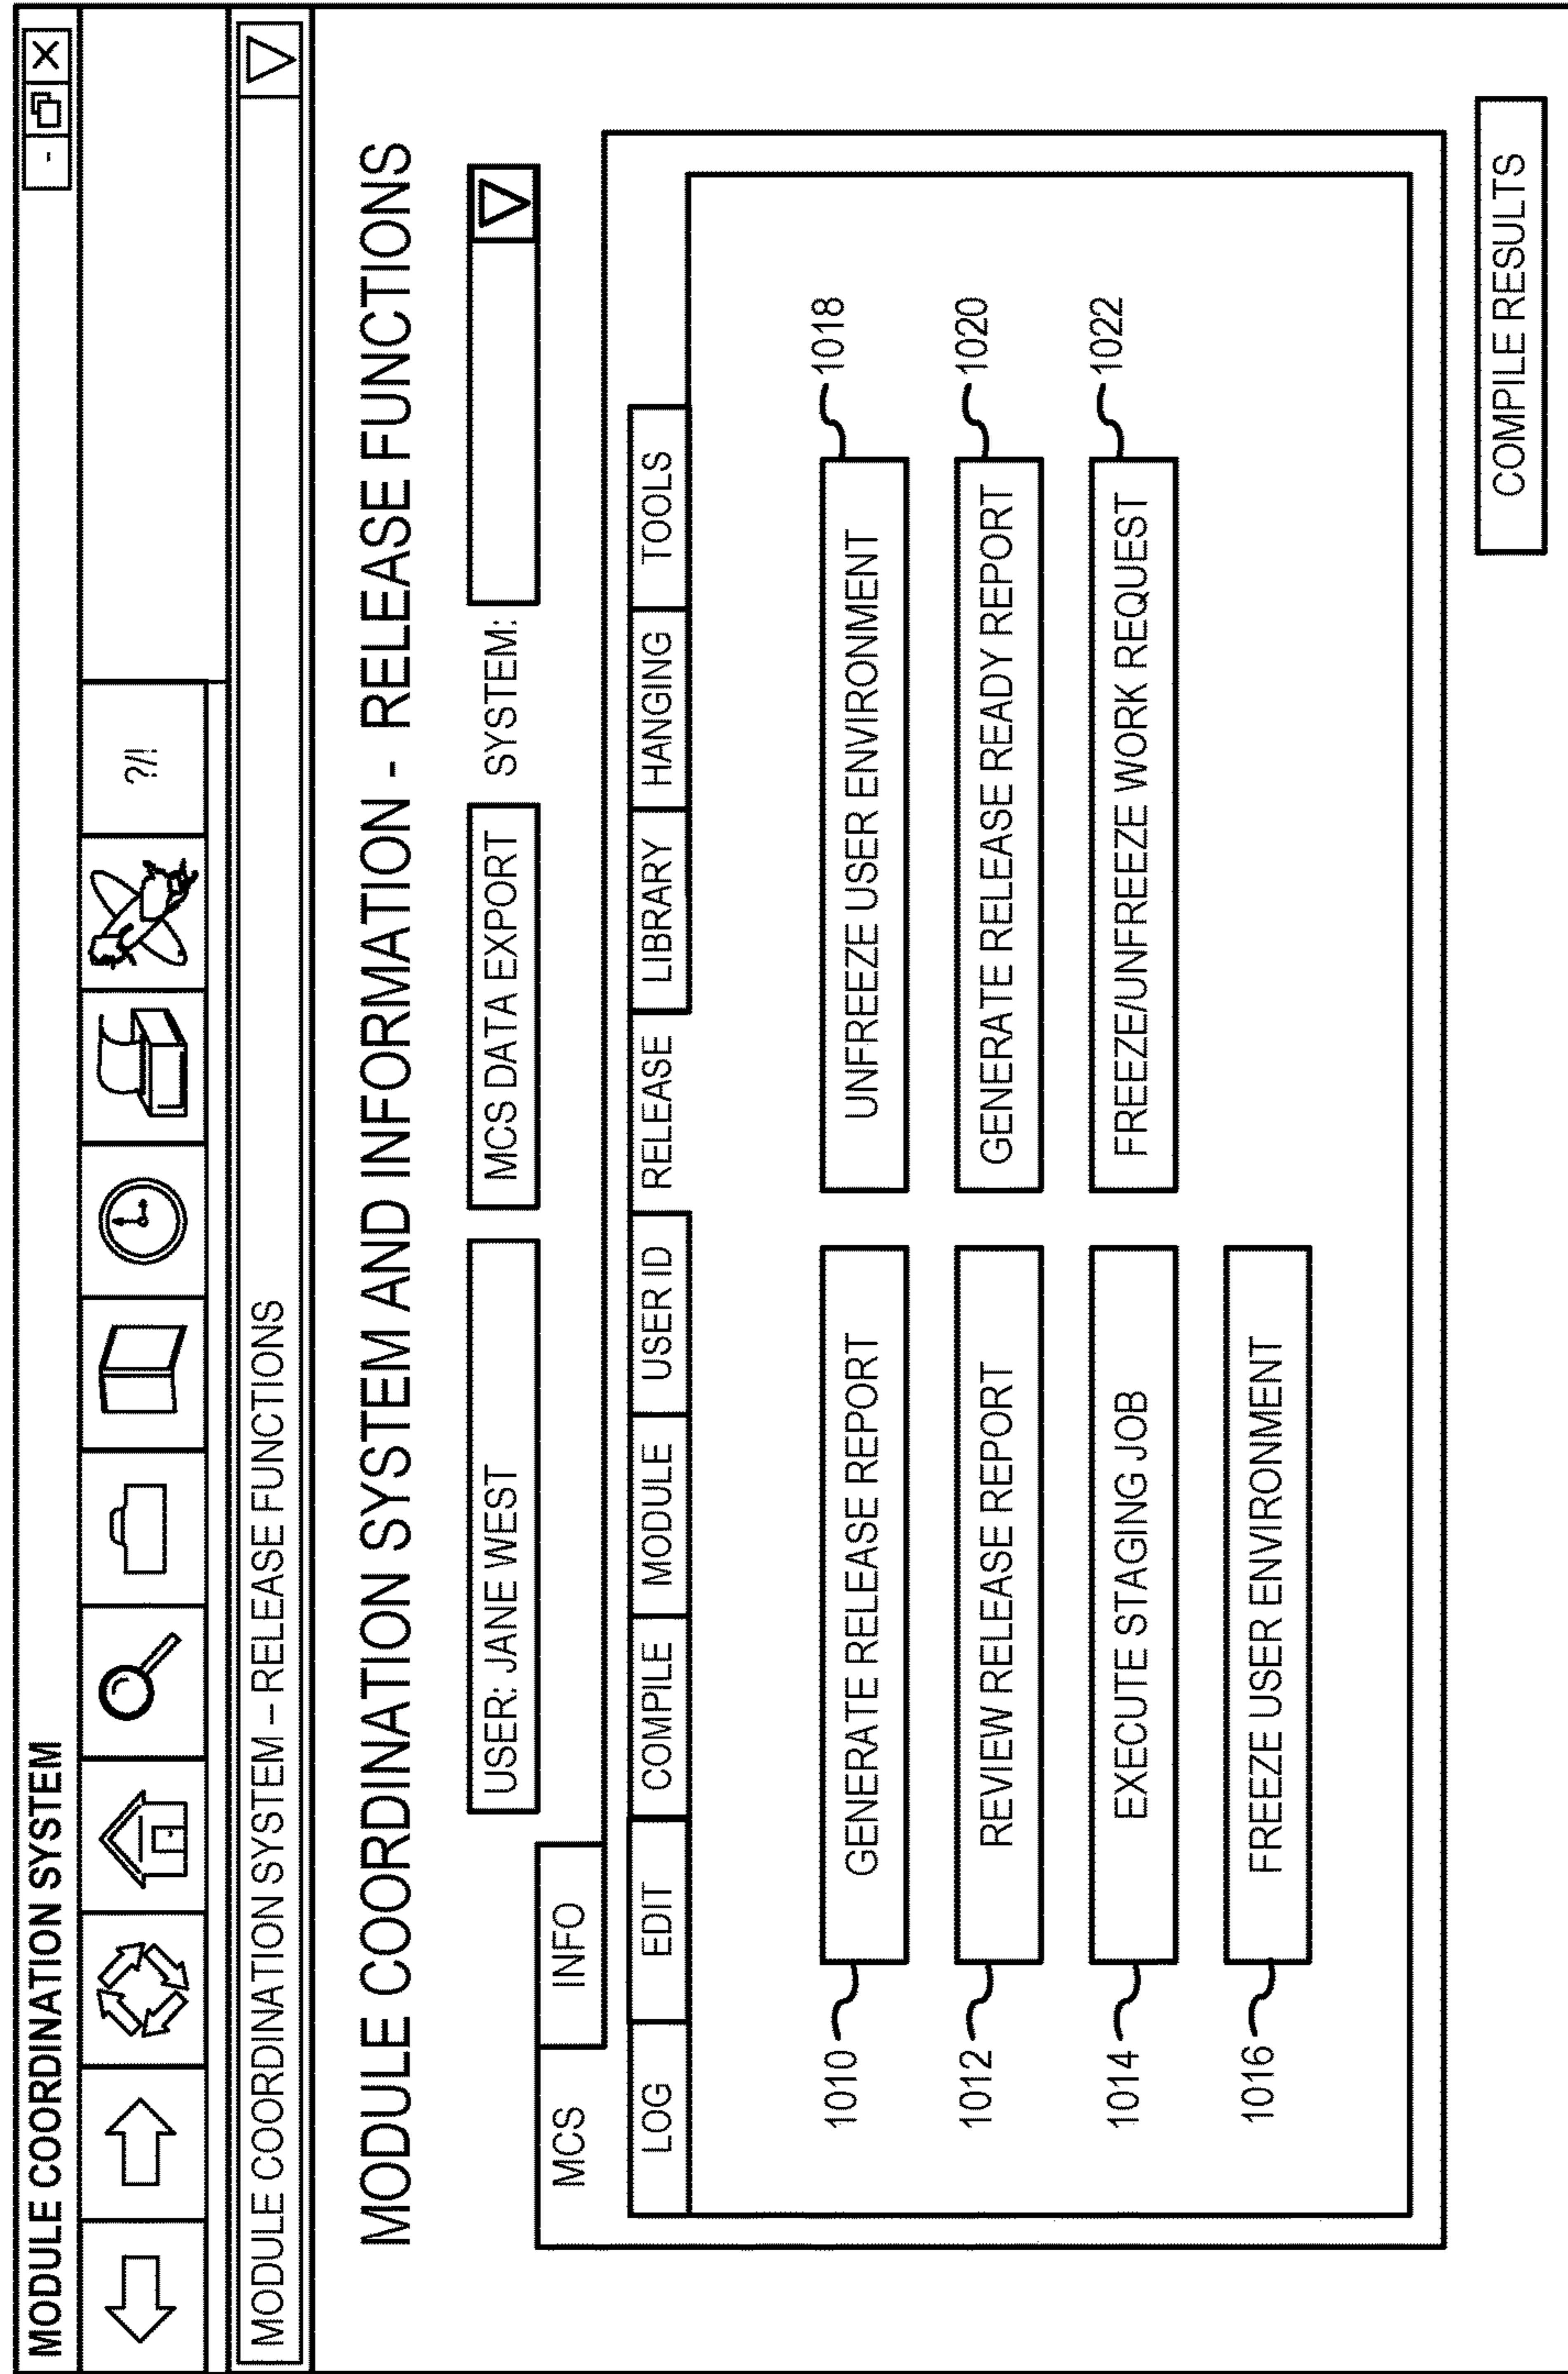 MODULE COORDINATION SYSTEM
- X
?/!
MODULE COORDINATION SYSTEM – RELEASE FUNCTIONS
MODULE COORDINATION SYSTEM AND INFORMATION - RELEASE FUNCTIONS
USER: JANE WEST MCS DATA EXPORT SYSTEM:
MCS INFO
LOG EDIT COMPILE MODULE USER ID RELEASE LIBRARY HANGING TOOLS
1010 GENERATE RELEASE REPORT UNFREEZE USER ENVIRONMENT 1018
1012 REVIEW RELEASE REPORT GENERATE RELEASE READY REPORT 1020
1014 EXECUTE STAGING JOB FREEZE/UNFREEZE WORK REQUEST 1022
1016 FREEZE USER ENVIRONMENT
COMPILE RESULTS